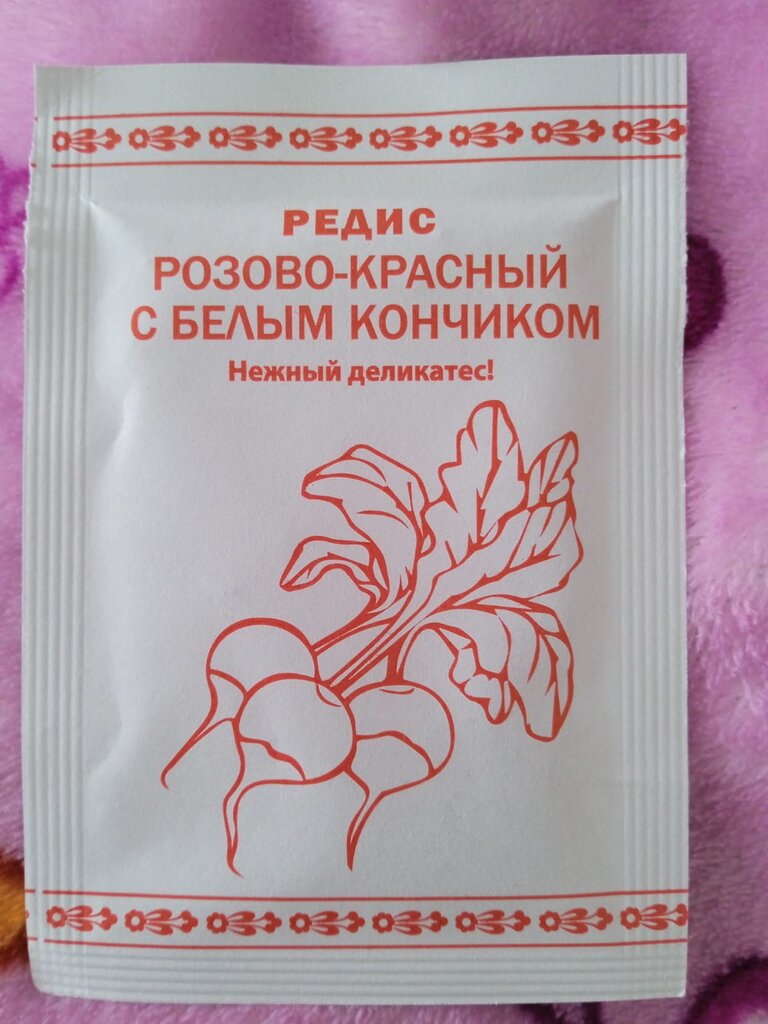 РЕДИС
РОЗОВО-КРАСНЫЙ
С БЕЛЫМ КОНЧИКОМ
Нежный деликатес!